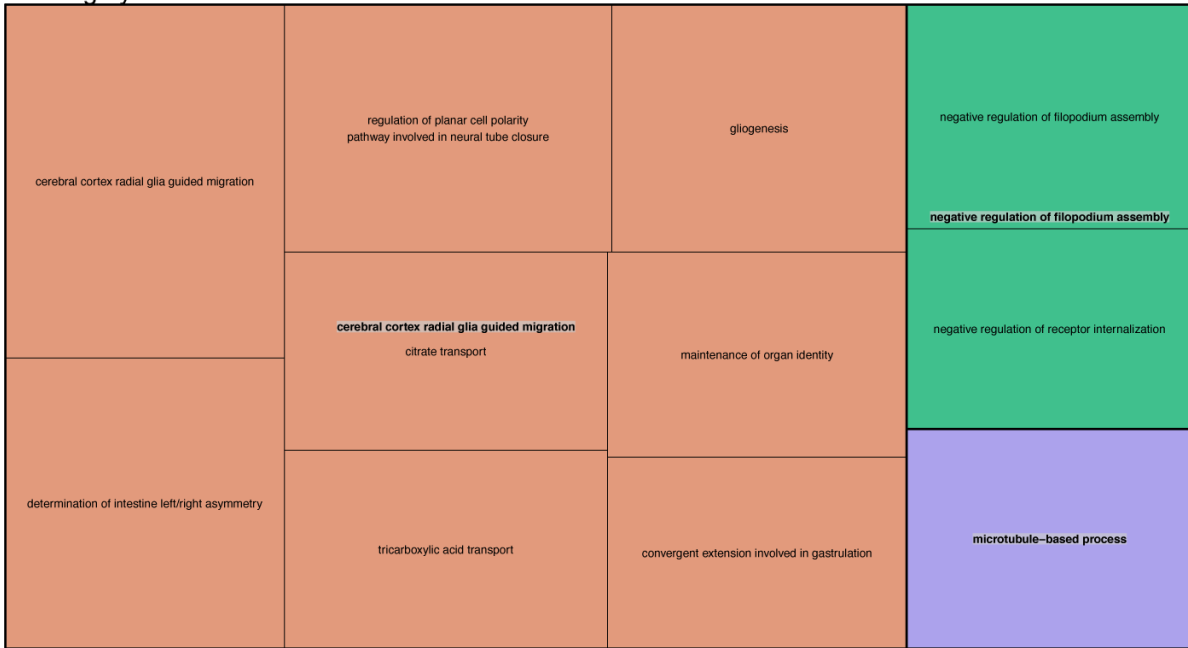 cerebral cortex radial glia guided migration
regulation of planar cell polarity
pathway involved in neural tube closure
gliogenesis
negative regulation of filopodium assembly
negative regulation of filopodium assembly
cerebral cortex radial glia guided migration
citrate transport
maintenance of organ identity
negative regulation of receptor internalization
determination of intestine left/right asymmetry
tricarboxylic acid transport
convergent extension involved in gastrulation
microtubule−based process